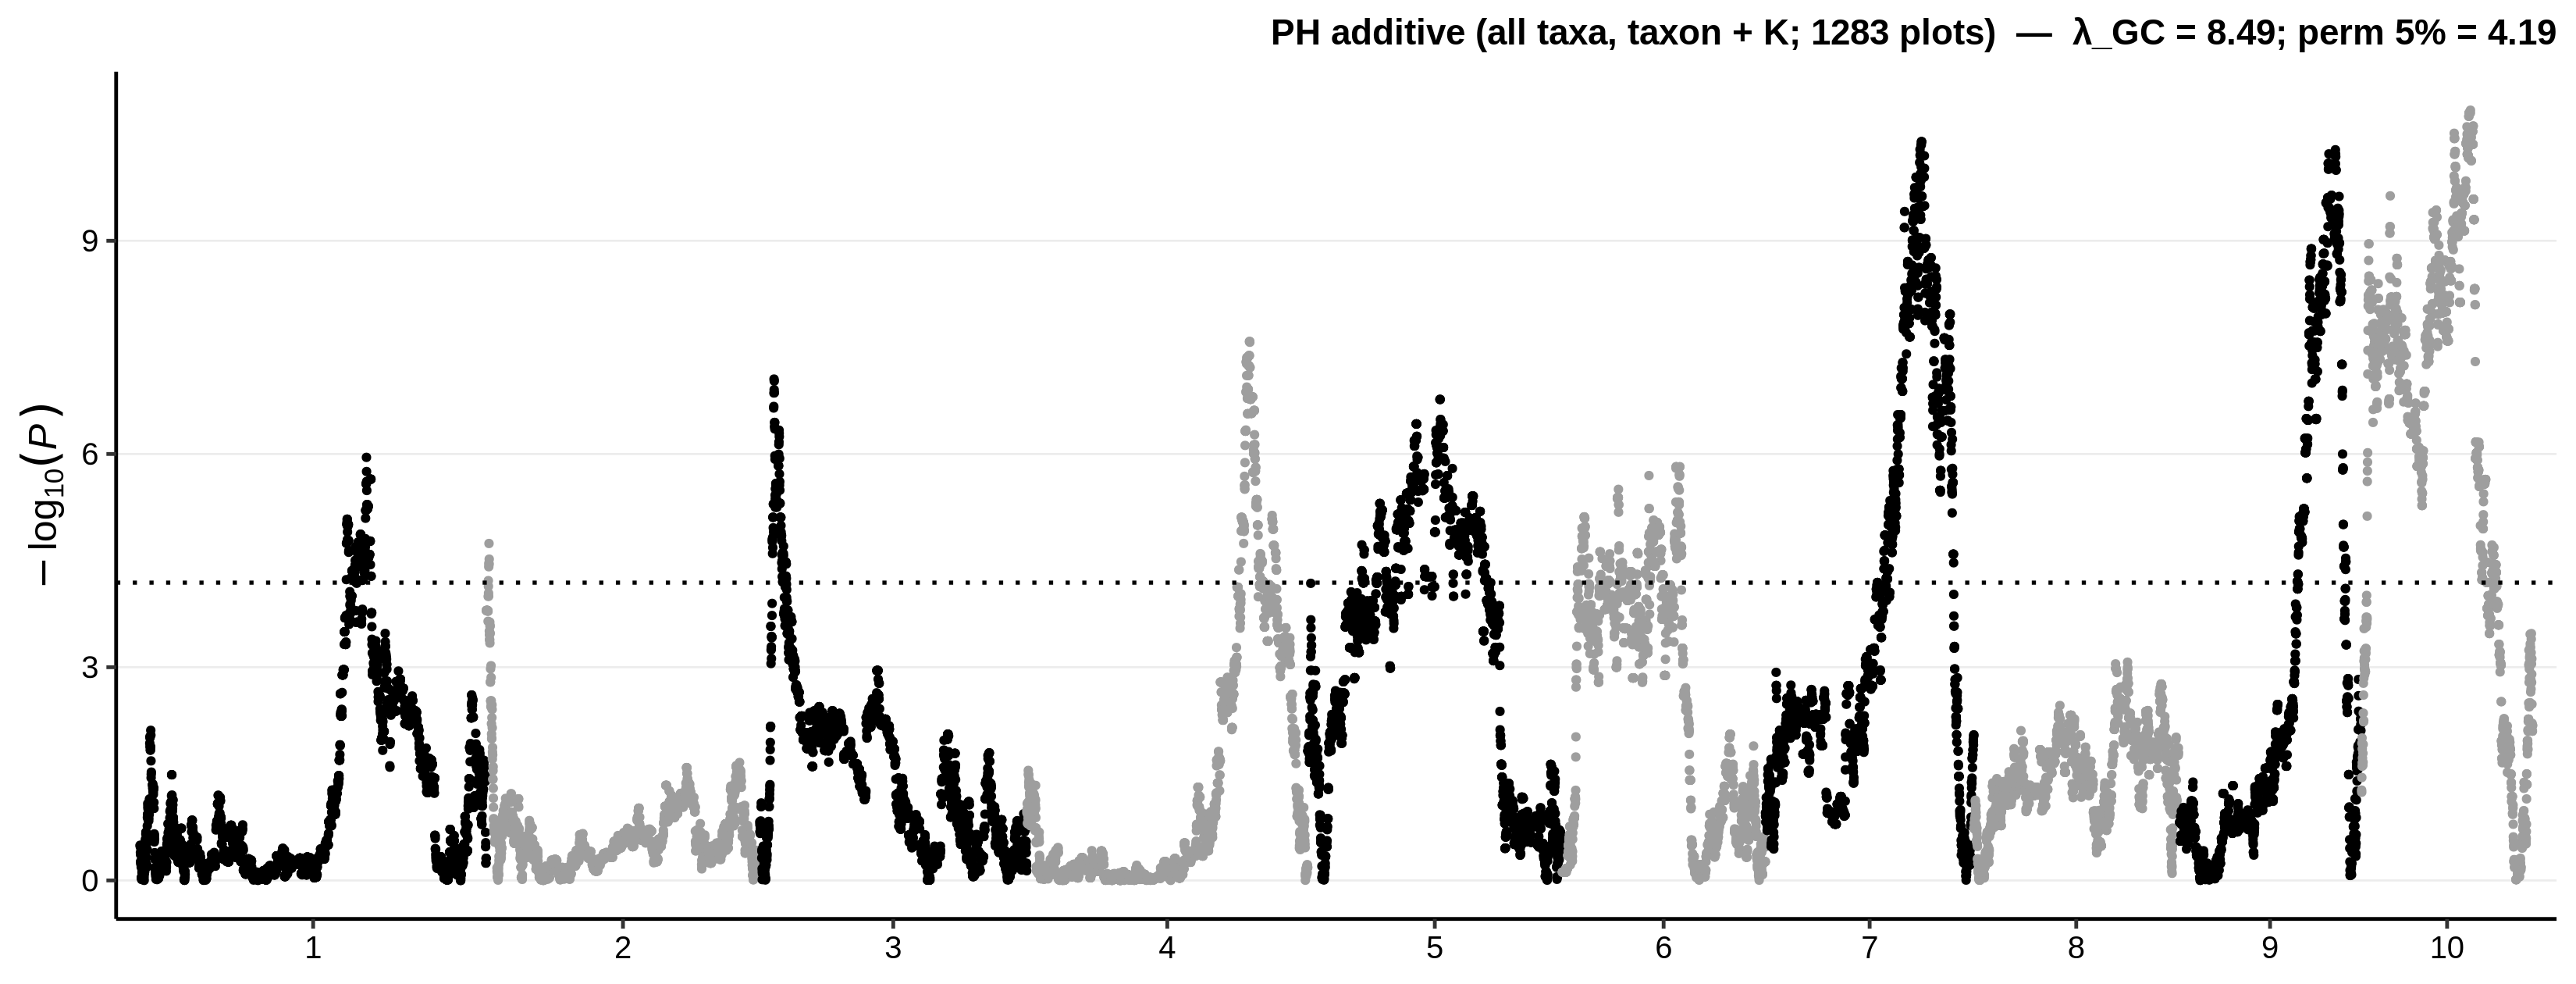 PH additive (all taxa, taxon + K; 1283 plots) — λ_GC = 8.49; perm 5% = 4.19
− log10(P)
9
6
3
0
1 2 3 4 5 6 7 8 9 10